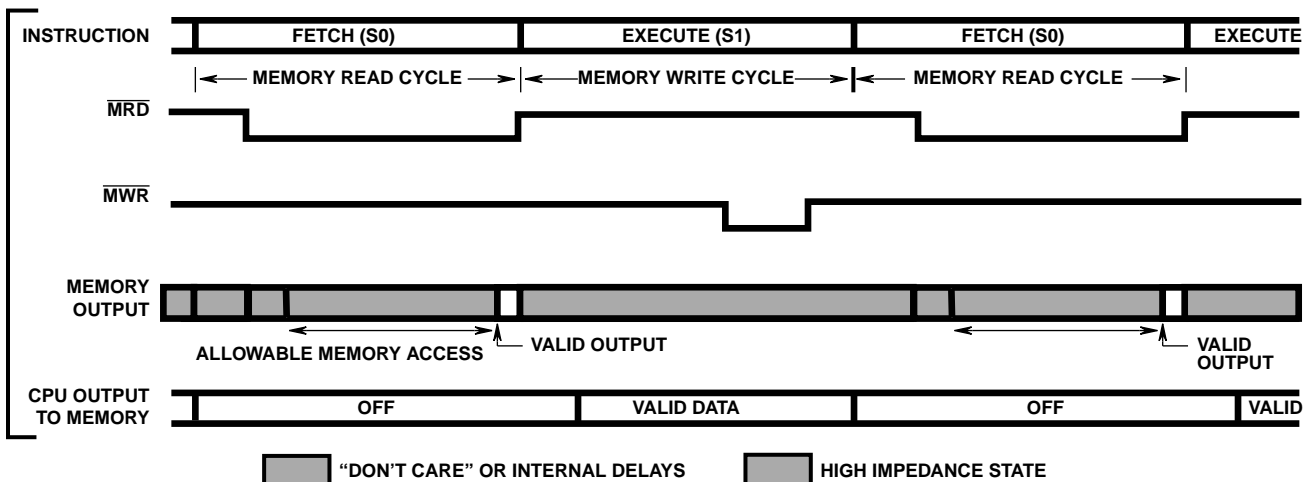 INSTRUCTION FETCH (S0) EXECUTE (S1) FETCH (S0) EXECUTE
MEMORY READ CYCLE MEMORY WRITE CYCLE MEMORY READ CYCLE
MRD
MWR
MEMORY
OUTPUT
ALLOWABLE MEMORY ACCESS
VALID OUTPUT
VALID
OUTPUT
CPU OUTPUT
TO MEMORY
OFF VALID DATA OFF VALID
“DON’T CARE” OR INTERNAL DELAYS HIGH IMPEDANCE STATE